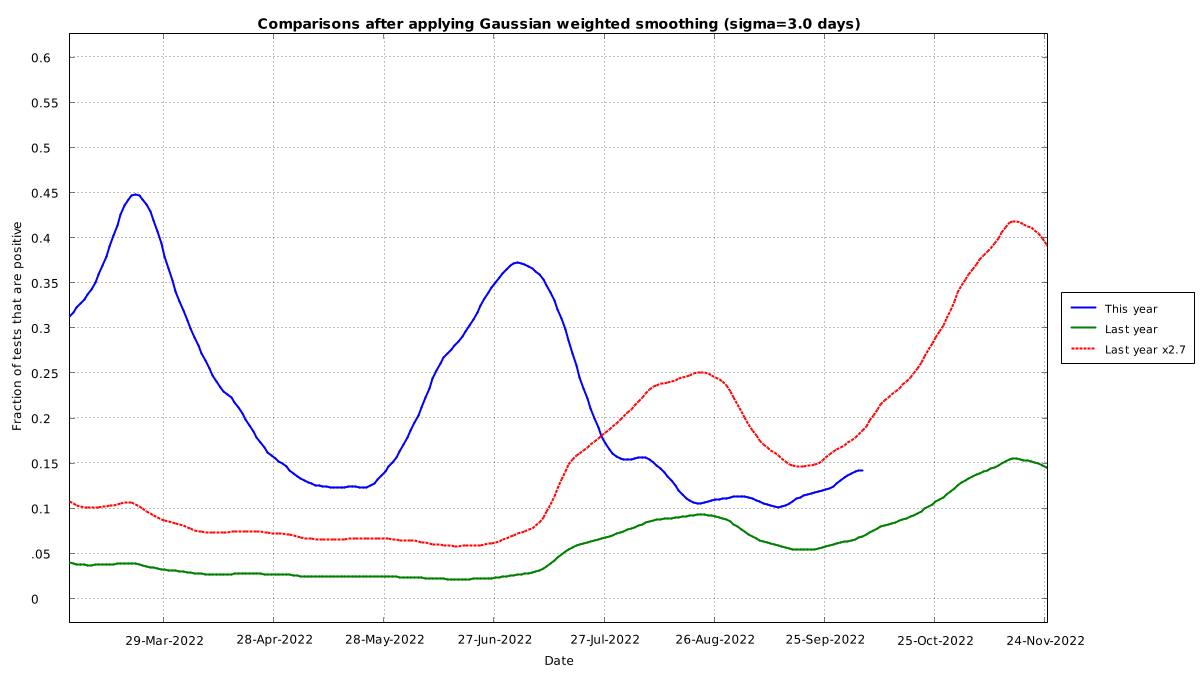 Comparisons after applying Gaussian weighted smoothing (sigma=3.0 days)
0.6
0.55
0.5
0.45
0.4
0.35
0.3
0.25
0.2
0.15
0.1
.05
0
Fraction of tests that are positive
29-Mar-2022 28-Apr-2022 28-May-2022 27-Jun-2022 27-Jul-2022 26-Aug-2022 25-Sep-2022 25-Oct-2022 24-Nov-2022
Date
This year
Last year
Last year x2.7